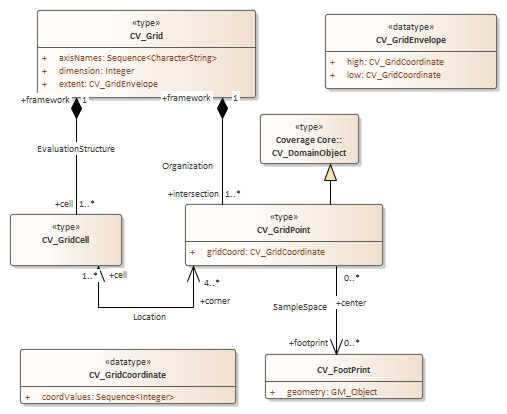 «type»
CV_Grid
+ axisNames: Sequence<CharacterString>
+ dimension: Integer
+ extent: CV_GridEnvelope
«datatype»
CV_GridEnvelope
+ high: CV_GridCoordinate
+ low: CV_GridCoordinate
+framework 1
+framework 1
«type»
Coverage Core::
CV_DomainObject
EvaluationStructure
Organization
+cell 1..*
+intersection 1..*
«type»
CV_GridCell
«type»
CV_GridPoint
+ gridCoord: CV_GridCoordinate
1..* +cell
4..*
+corner
Location
0..*
SampleSpace +center
+footprint 0..*
«datatype»
CV_GridCoordinate
+ coordValues: Sequence<Integer>
CV_FootPrint
+ geometry: GM_Object